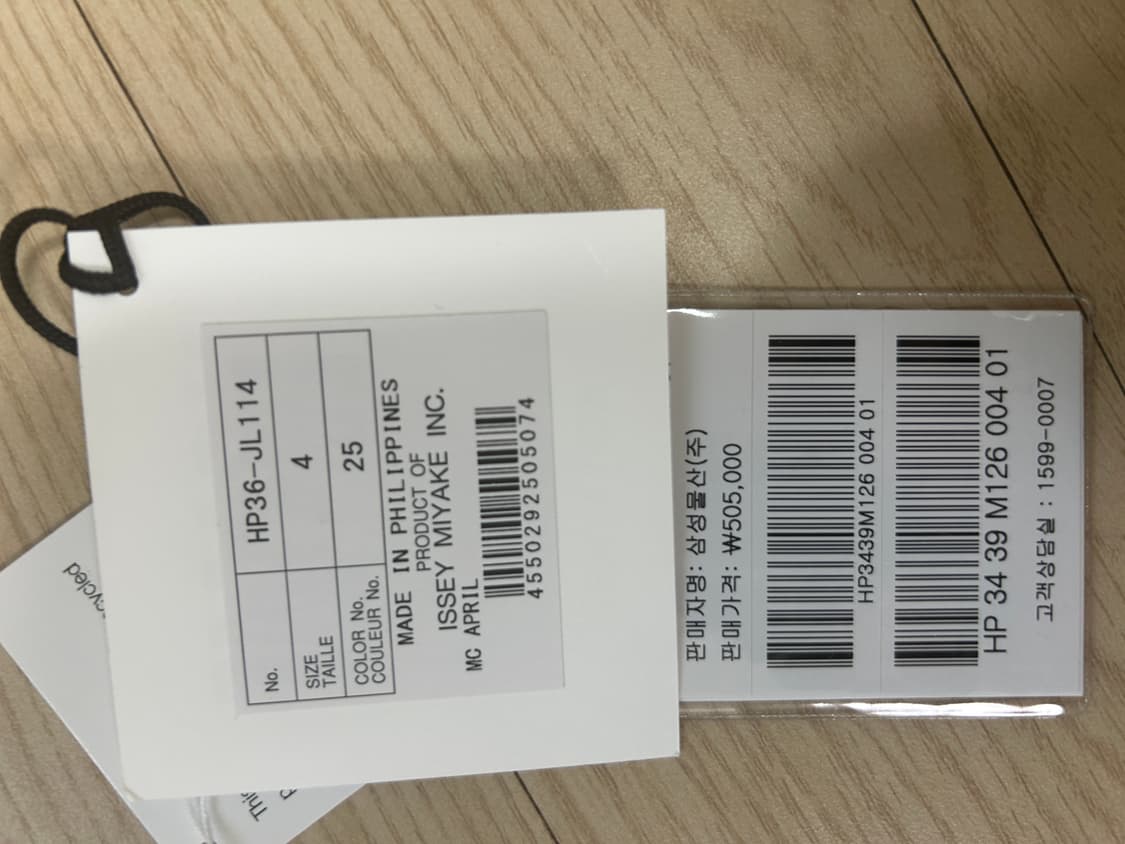 No. HP36-JL114
SIZE
TAILLE 4
COLOR No.
COULEUR No. 25
MADE IN PHILIPPINES
PRODUCT OF
ISSEY MIYAKE INC.
MC APRIL
4550292505074
판매자명: 삼성물산(주)
판매가격: ₩505,000
HP3439M126 004 01
HP 34 39 M126 004 01
고객상담실 : 1599-0007
This